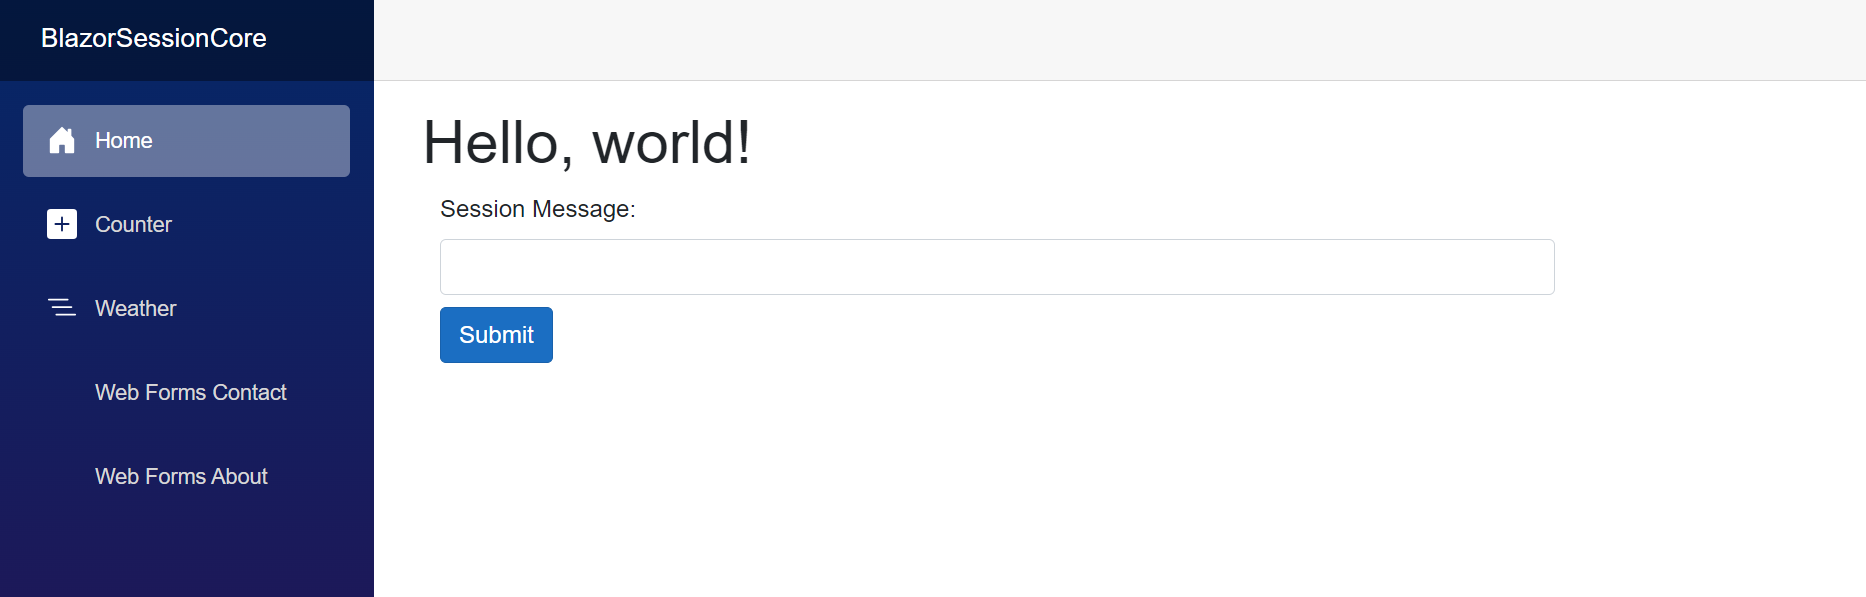 BlazorSessionCore
Home
Counter
Weather
Web Forms Contact
Web Forms About
Hello, world!
Session Message:
Submit